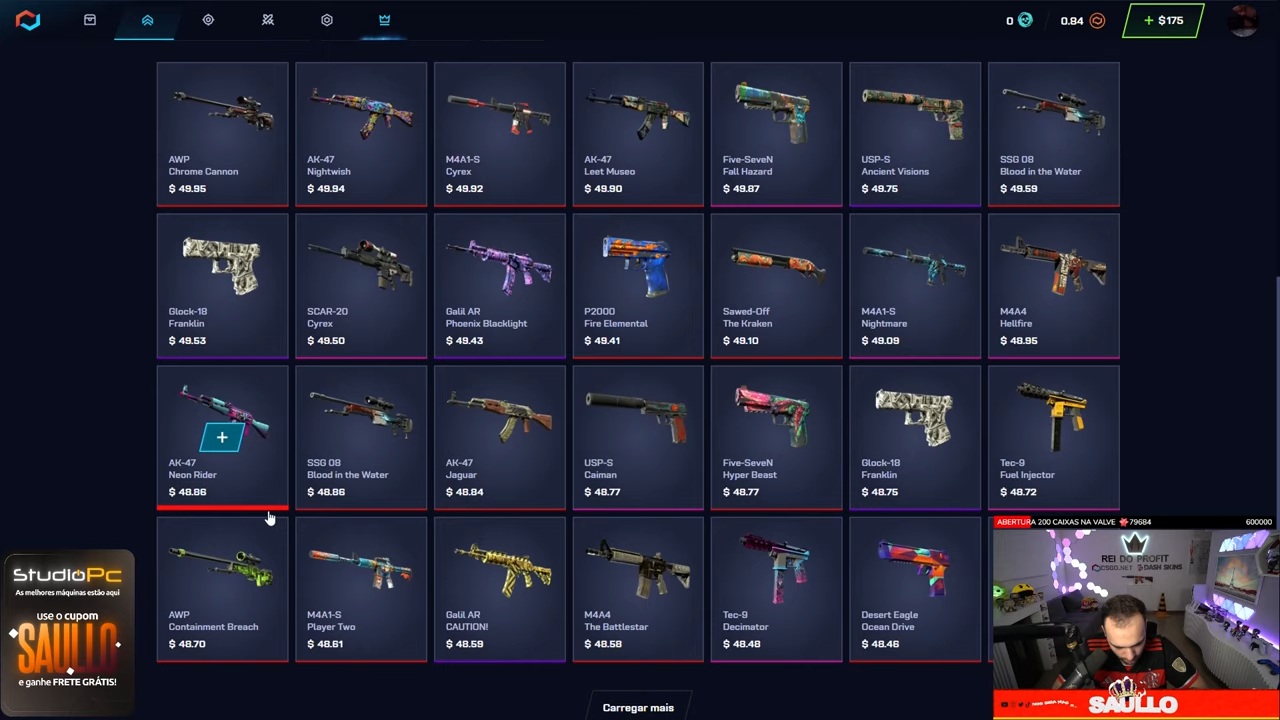 0
0.84
+ $175
AWP
Chrome Cannon
$ 49.95
AK-47
Nightwish
$ 49.94
M4A1-S
Cyrex
$ 49.92
AK-47
Leet Museo
$ 49.90
Five-SeveN
Fall Hazard
$ 49.87
USP-S
Ancient Visions
$ 49.75
SSG 08
Blood in the Water
$ 49.59
Glock-18
Franklin
$ 49.53
SCAR-20
Cyrex
$ 49.50
Galil AR
Phoenix Blacklight
$ 49.43
P2000
Fire Elemental
$ 49.41
Sawed-Off
The Kraken
$ 49.10
M4A1-S
Nightmare
$ 49.09
M4A4
Hellfire
$ 48.95
AK-47
Neon Rider
$ 48.86
SSG 08
Blood in the Water
$ 48.86
AK-47
Jaguar
$ 48.84
USP-S
Caiman
$ 48.77
Five-SeveN
Hyper Beast
$ 48.77
Glock-18
Franklin
$ 48.75
Tec-9
Fuel Injector
$ 48.72
AWP
Containment Breach
$ 48.70
M4A1-S
Player Two
$ 48.61
Galil AR
CAUTION!
$ 48.59
M4A4
The Battlestar
$ 48.58
Tec-9
Decimator
$ 48.48
Desert Eagle
Ocean Drive
$ 48.46
Carregar mais
STUDIOPC
As melhores máquinas estão aqui
use o cupom
SAULLO
e ganhe FRETE GRÁTIS!
ABERTURA 200 CAIXAS NA VALVE 79684 600000
REI DO PROFIT
CSGO.NET DASH SKINS
SAULLO